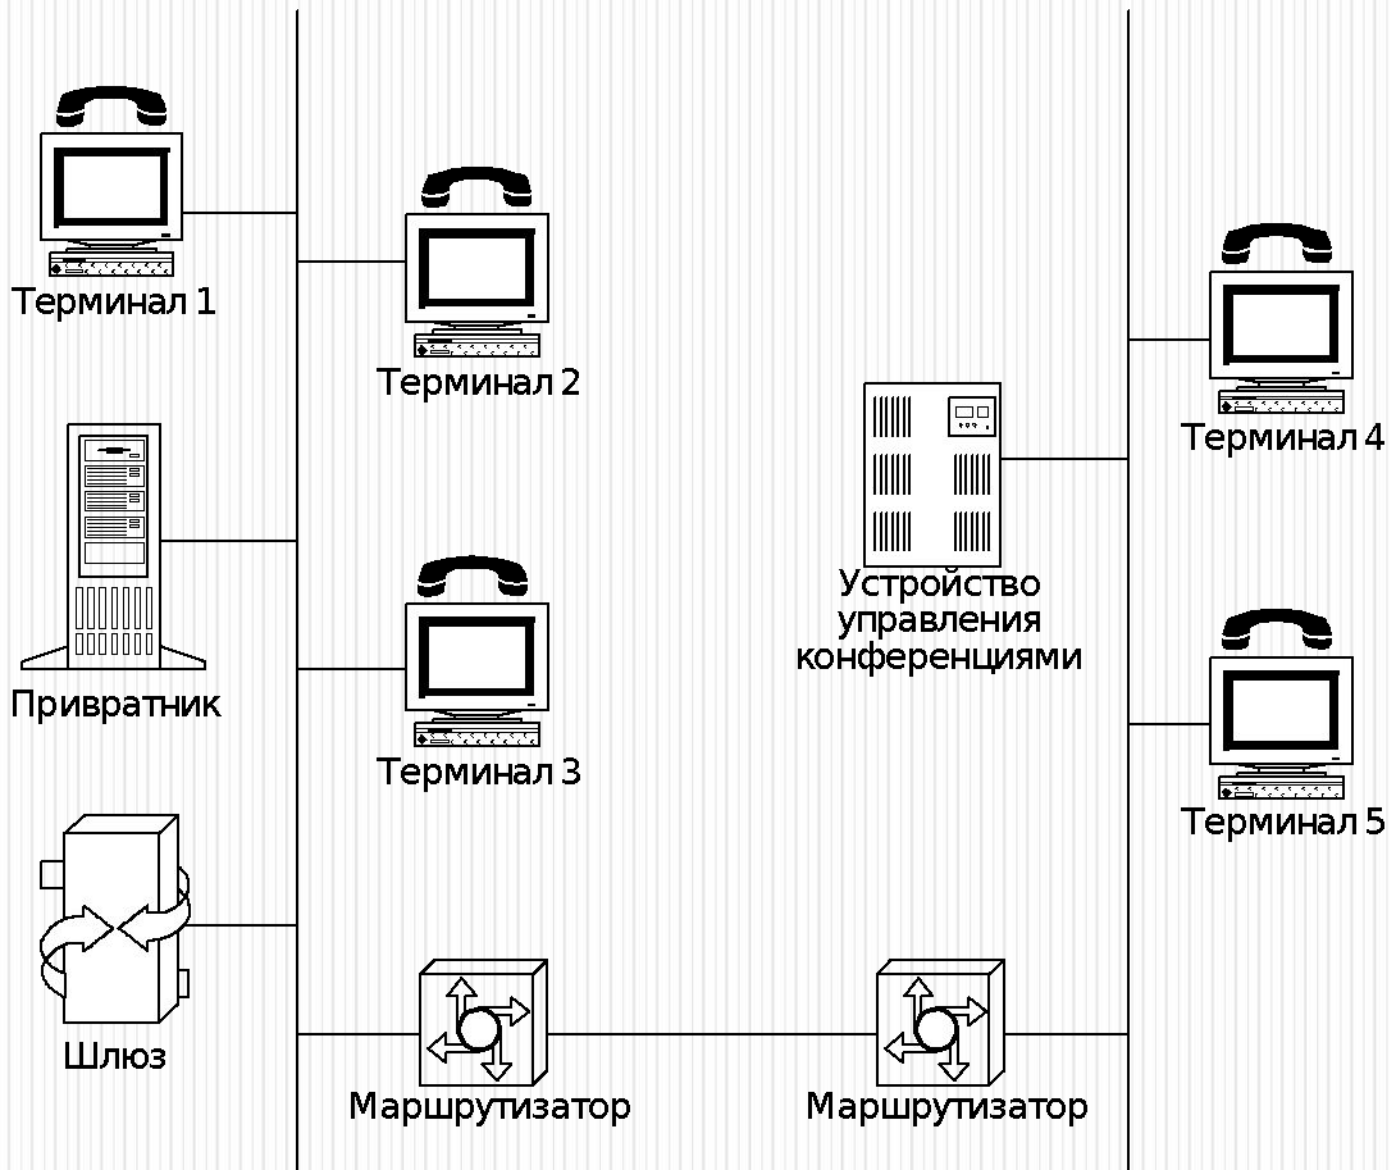 Терминал 1
Терминал 2
Терминал 4
Устройство
управления
конференциями
Привратник
Терминал 3
Терминал 5
Шлюз
Маршрутизатор
Маршрутизатор